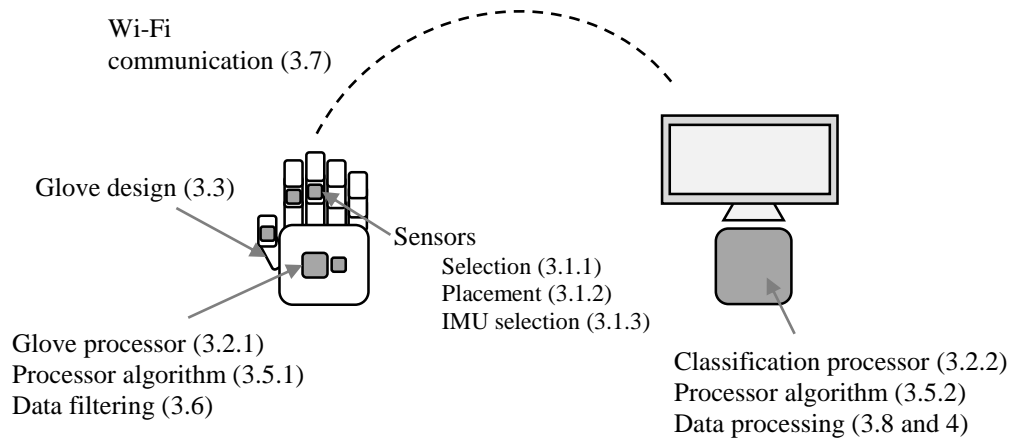 Wi-Fi
communication (3.7)
Glove design (3.3)
Sensors
Selection (3.1.1)
Placement (3.1.2)
IMU selection (3.1.3)
Glove processor (3.2.1)
Processor algorithm (3.5.1)
Data filtering (3.6)
Classification processor (3.2.2)
Processor algorithm (3.5.2)
Data processing (3.8 and 4)